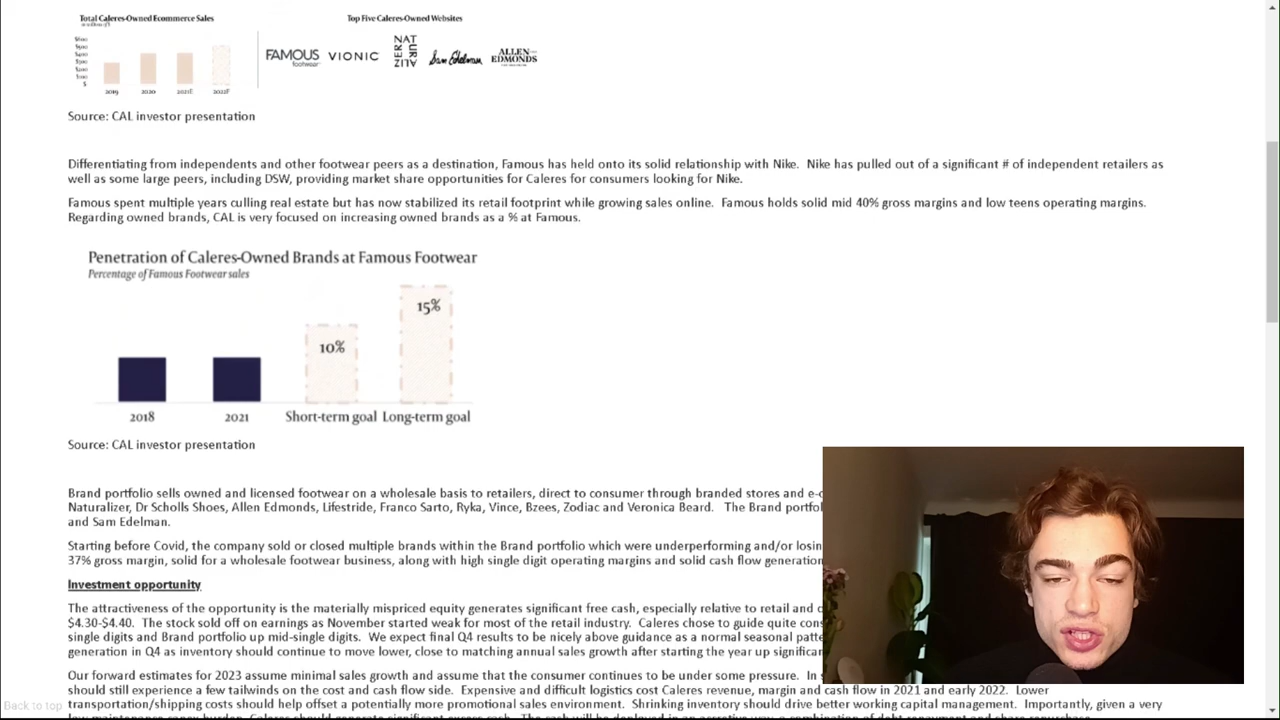 Total Caleres-Owned Ecommerce Sales
Top Five Caleres-Owned Websites
2019 2020 2021E 2022F
FAMOUS footwear VIONIC NATURALIZER Sam Edelman ALLEN EDMONDS
Source: CAL investor presentation
Differentiating from independents and other footwear peers as a destination, Famous has held onto its solid relationship with Nike. Nike has pulled out of a significant # of independent retailers as
well as some large peers, including DSW, providing market share opportunities for Caleres for consumers looking for Nike.
Famous spent multiple years culling real estate but has now stabilized its retail footprint while growing sales online. Famous holds solid mid 40% gross margins and low teens operating margins.
Regarding owned brands, CAL is very focused on increasing owned brands as a % at Famous.
Penetration of Caleres-Owned Brands at Famous Footwear
Percentage of Famous Footwear sales
15%
10%
2018 2021 Short-term goal Long-term goal
Source: CAL investor presentation
Brand portfolio sells owned and licensed footwear on a wholesale basis to retailers, direct to consumer through branded stores and
Naturalizer, Dr Scholls Shoes, Allen Edmonds, Lifestride, Franco Sarto, Ryka, Vince, Bzees, Zodiac and Veronica Beard. The Brand
and Sam Edelman.
Starting before Covid, the company sold or closed multiple brands within the Brand portfolio which were underperforming and/or
37% gross margin, solid for a wholesale footwear business, along with high single digit operating margins and solid cash flow
Investment opportunity
The attractiveness of the opportunity is the materially mispriced equity generates significant free cash, especially relative to retail and
$4.30-$4.40. The stock sold off on earnings as November started weak for most of the retail industry. Caleres chose to guide quite
single digits and Brand portfolio up mid-single digits. We expect final Q4 results to be nicely above guidance as a normal seasonal
generation in Q4 as inventory should continue to move lower, close to matching annual sales growth after starting the year up
Our forward estimates for 2023 assume minimal sales growth and assume that the consumer continues to be under some pressure. In
should still experience a few tailwinds on the cost and cash flow side. Expensive and difficult logistics cost Caleres revenue, margin and cash flow in 2021 and early 2022. Lower
Back to top
transportation/shipping costs should help offset a potentially more promotional sales environment. Shrinking inventory should drive better working capital management. Importantly, given a very